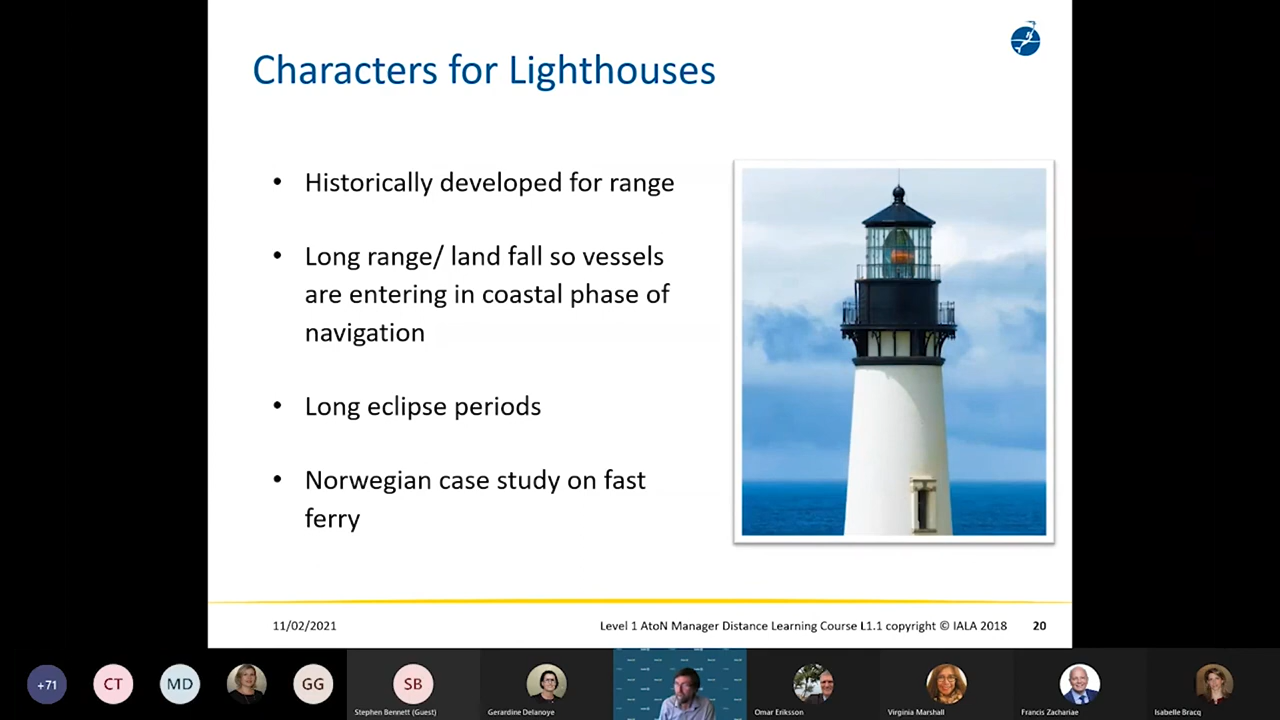 Characters for Lighthouses
• Historically developed for range
• Long range/ land fall so vessels
are entering in coastal phase of
navigation
• Long eclipse periods
• Norwegian case study on fast
ferry
11/02/2021
Level 1 AtoN Manager Distance Learning Course L1.1 copyright © IALA 2018
20
+71
CT
MD
GG
SB
Stephen Bennett (Guest)
Gerardine Delanoye
Omar Eriksson
Virginia Marshall
Francis Zachariae
Isabelle Bracq